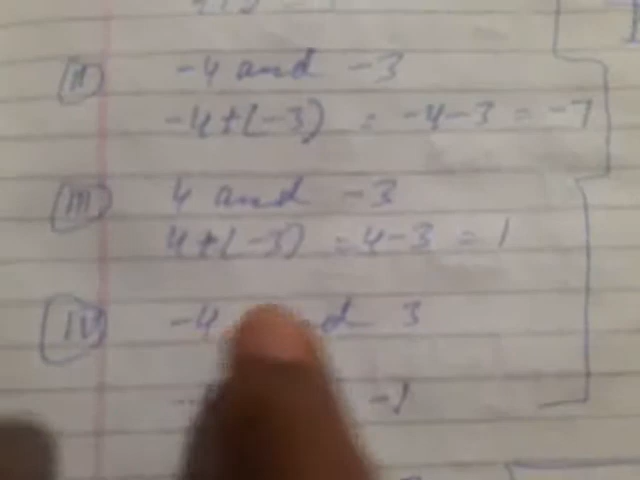 (II) -4 and -3
-4+(-3) = -4-3 = -7
(III) 4 and -3
4+(-3) = 4-3 = 1
(IV) -4 3
-1